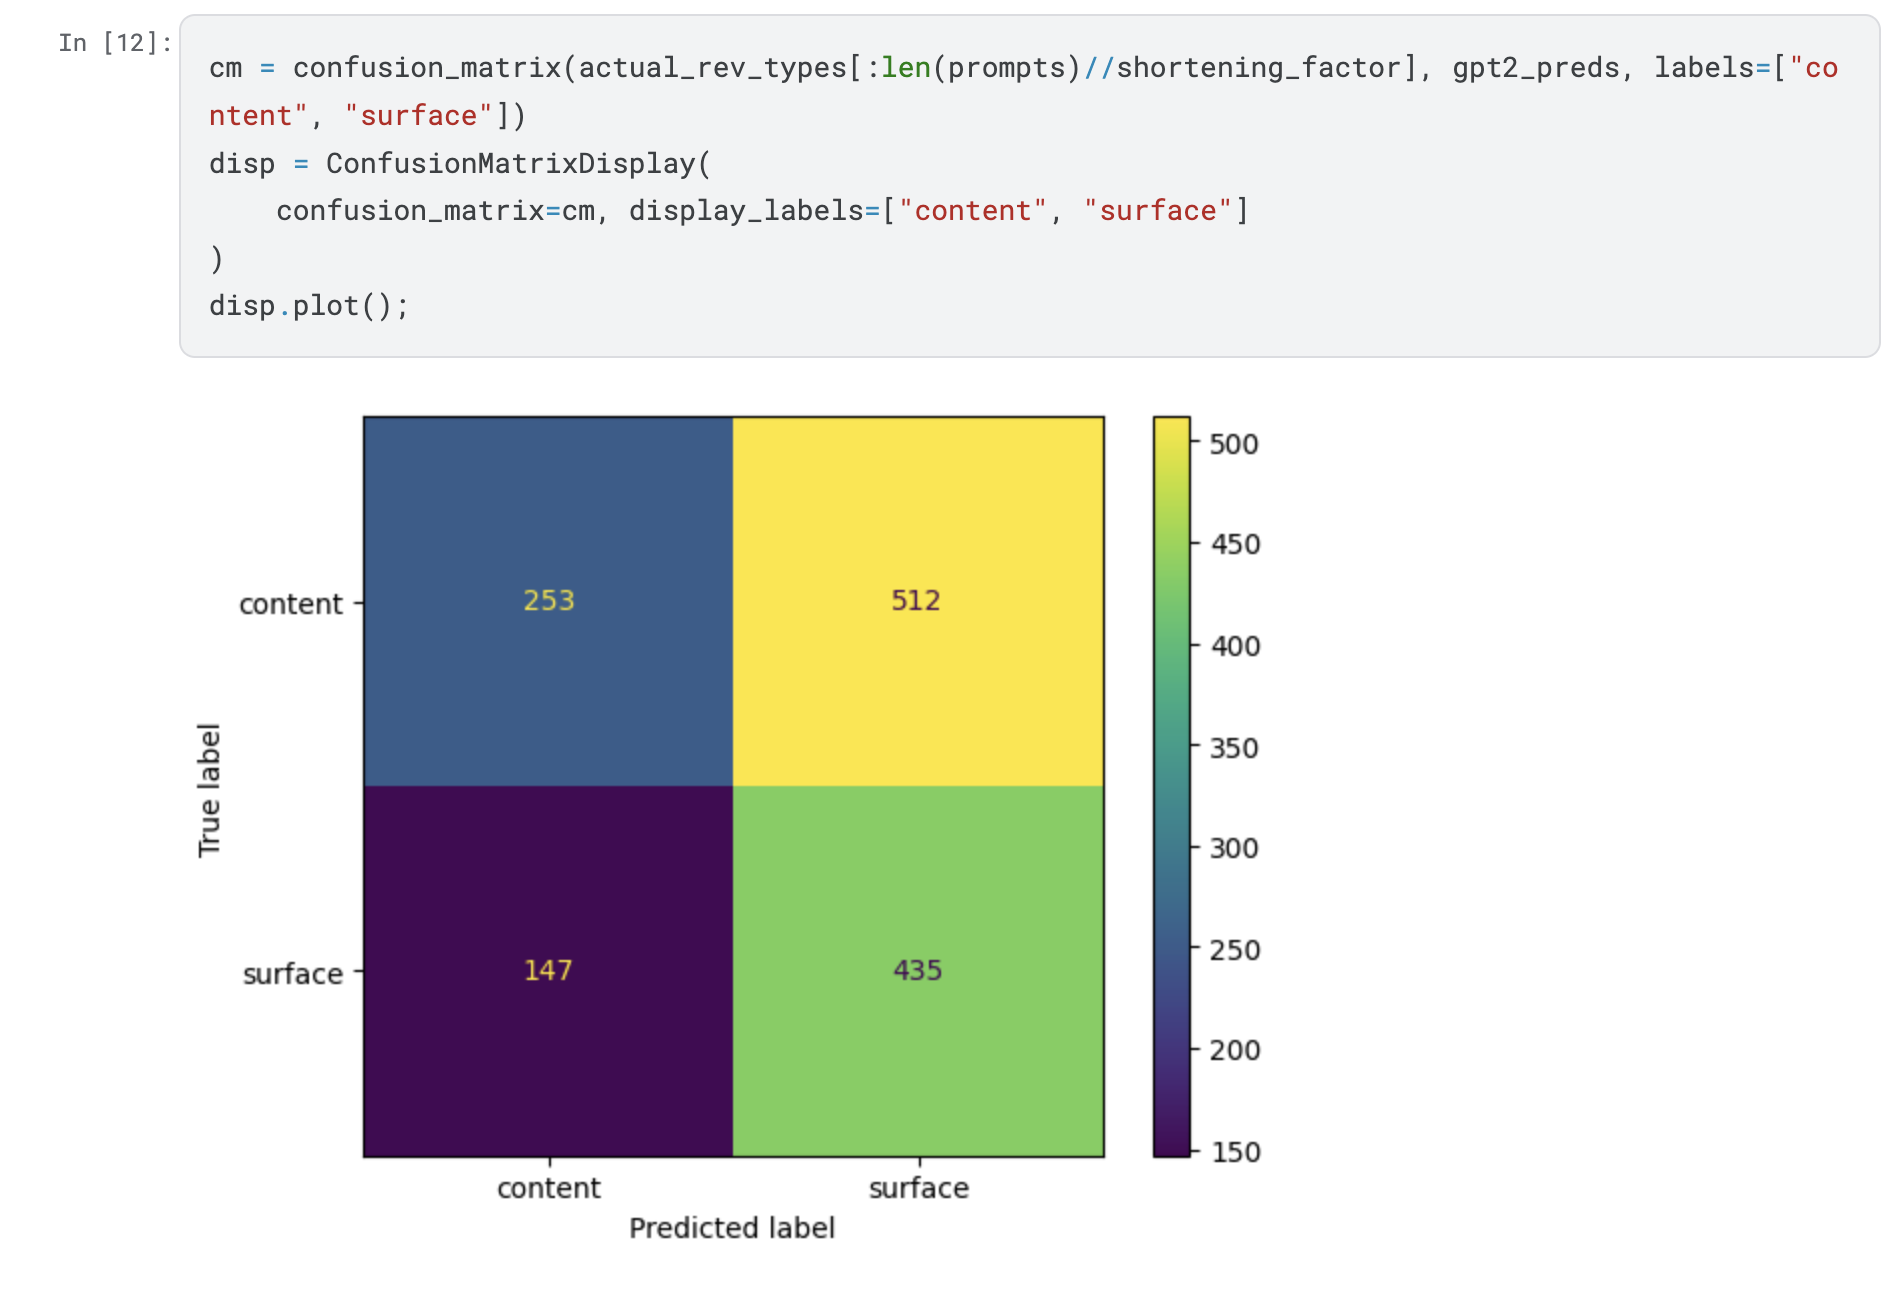 In [12]:
cm = confusion_matrix(actual_rev_types[:len(prompts)//shortening_factor], gpt2_preds, labels=["co
ntent", "surface"])
disp = ConfusionMatrixDisplay(
    confusion_matrix=cm, display_labels=["content", "surface"]
)
disp.plot();
500
450
400
350
300
250
200
150
True label
content
253
512
surface
147
435
content
surface
Predicted label